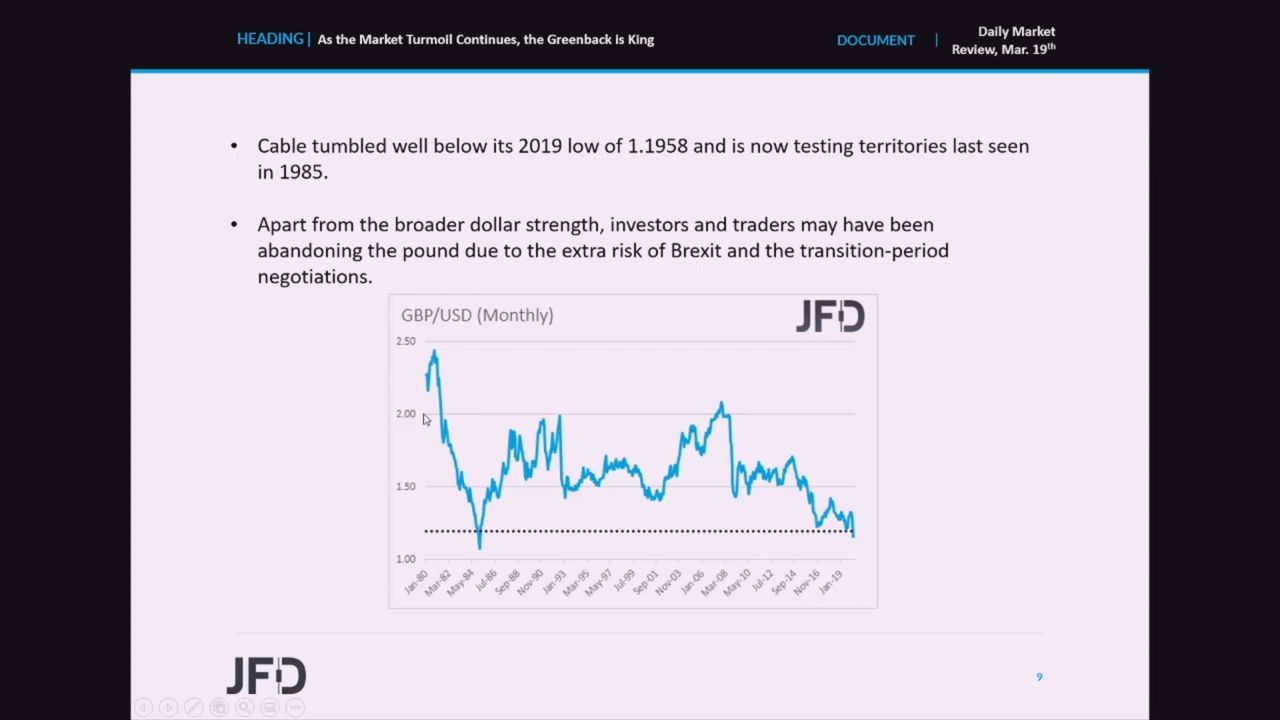 HEADING| As the Market Turmoil Continues, the Greenback is King
DOCUMENT |
Daily Market
Review, Mar. 19th
• Cable tumbled well below its 2019 low of 1.1958 and is now testing territories last seen
in 1985.
• Apart from the broader dollar strength, investors and traders may have been
abandoning the pound due to the extra risk of Brexit and the transition-period
negotiations.
GBP/USD (Monthly)
JFD
2.50
2.00
1.50
1.00
Jan-80
Mar-82
May-84
Jul-86
Sep-88
Nov-90
Jan-93
Mar-95
May-97
Jul-99
Sep-01
Nov-03
Jan-06
Mar-08
May-10
Jul-12
Sep-14
Nov-16
Jan-19
JFD
9